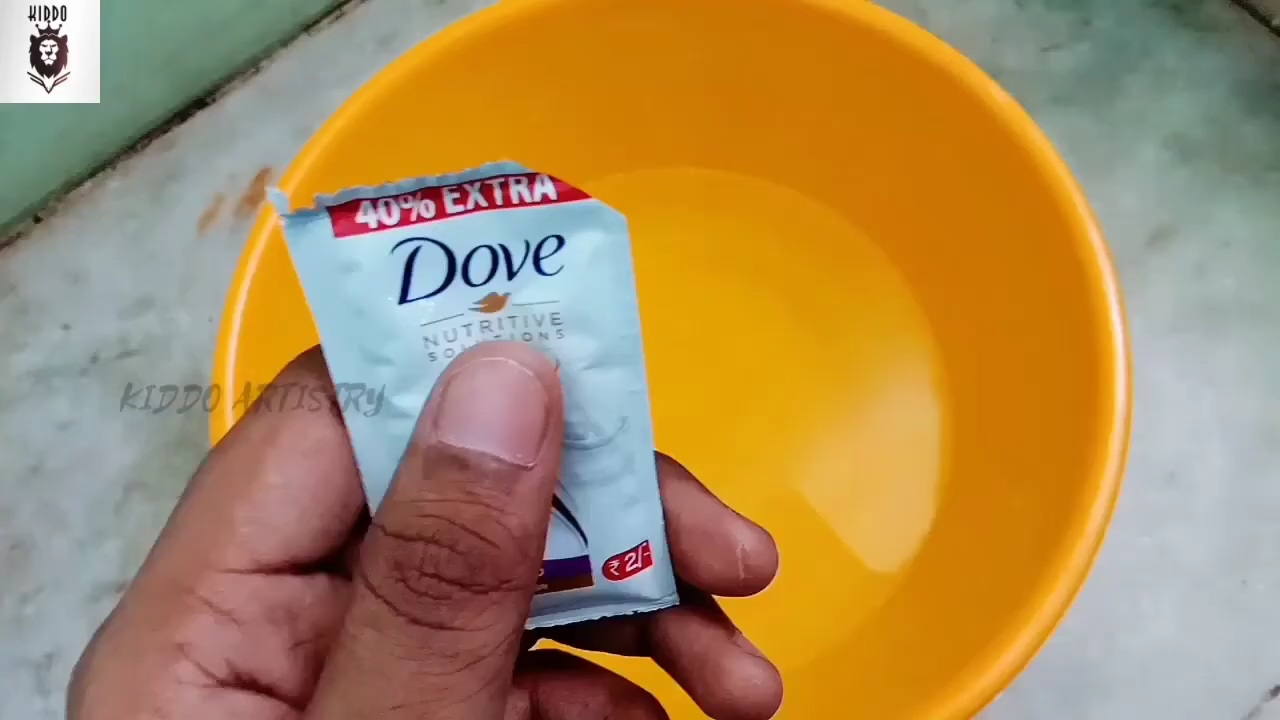 KIDDO
40% EXTRA
Dove
NUTRITIVE
SOLUTIONS
KIDDO ARTISTRY
₹ 2/-